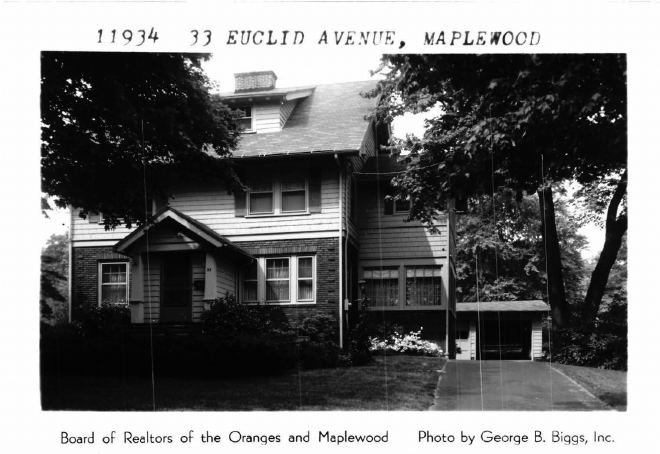 11934 33 EUCLID AVENUE, MAPLEWOOD
Board of Realtors of the Oranges and Maplewood Photo by George B. Biggs, Inc.